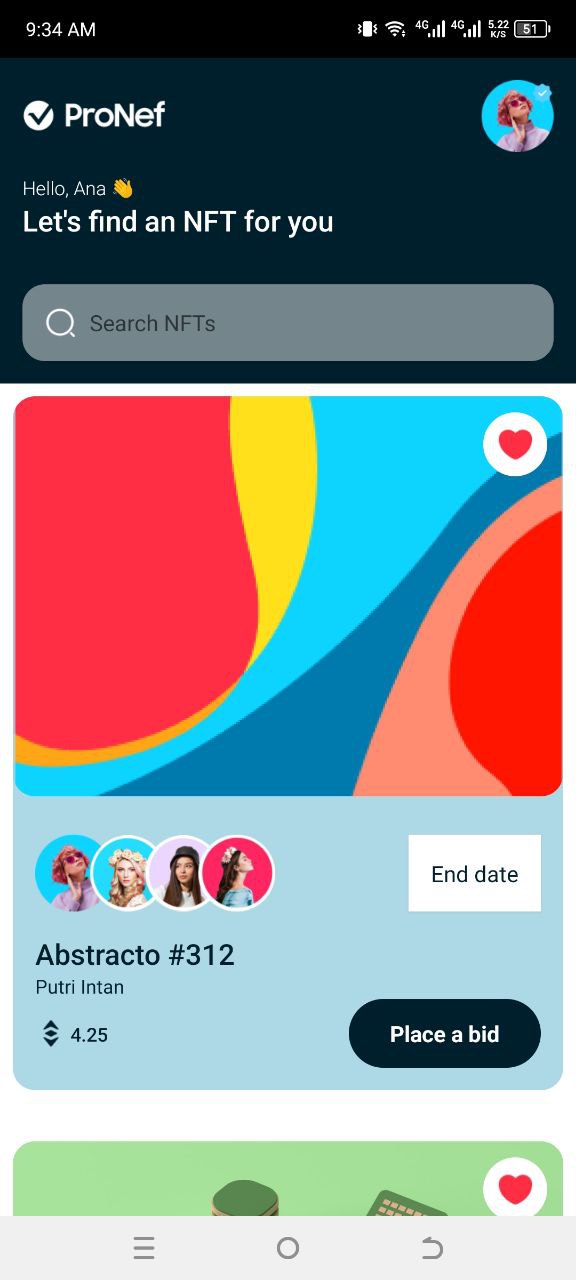 9:34 AM
4G 4G 5.22 K/S 51
ProNef
Hello, Ana 👋
Let's find an NFT for you
Search NFTs
End date
Abstracto #312
Putri Intan
4.25
Place a bid